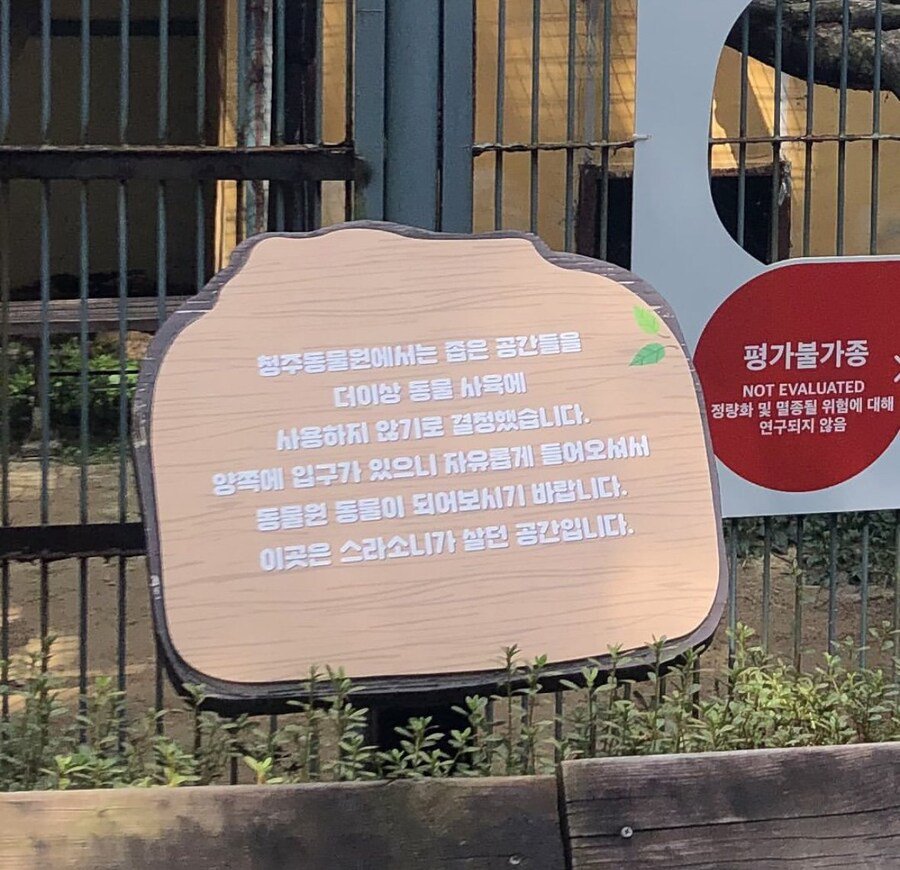 청주동물원에서는 좁은 공간들을
더이상 동물 사육에
사용하지 않기로 결정했습니다.
양쪽에 입구가 있으니 자유롭게 들어오셔서
동물원 동물이 되어보시기 바랍니다.
이곳은 스라소니가 살던 공간입니다.
평가불가종
NOT EVALUATED
정량화 및 멸종될 위험에 대해
연구되지 않음